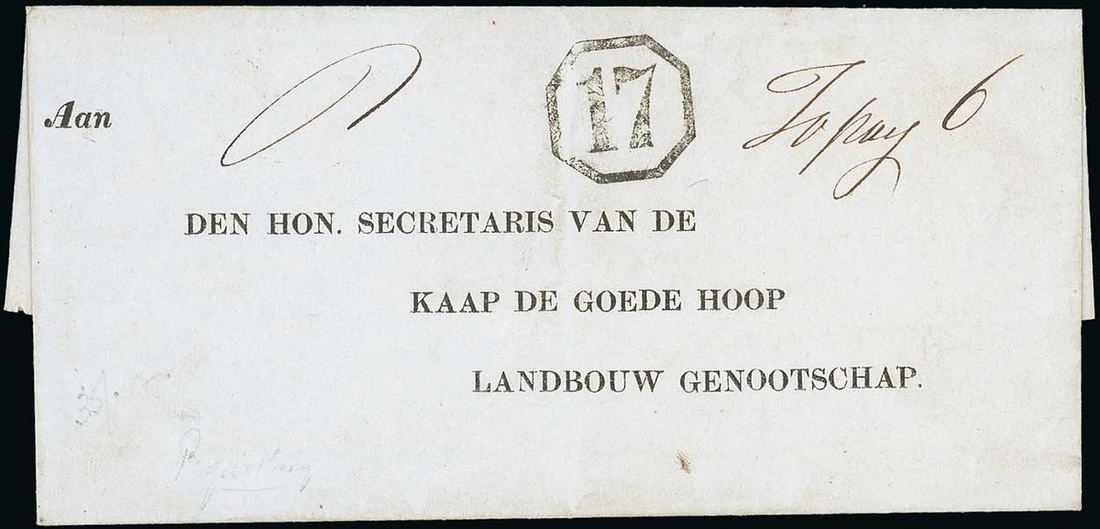 Aan
17
To pay 6
DEN HON. SECRETARIS VAN DE
KAAP DE GOEDE HOOP
LANDBOUW GENOOTSCHAP.